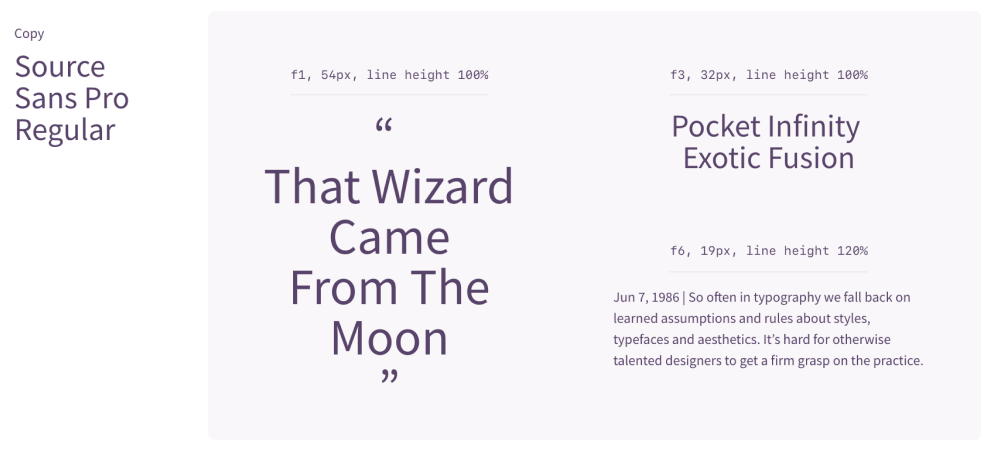 Copy
Source
Sans Pro
Regular
f1, 54px, line height 100%
“
That Wizard
Came
From The
Moon
”
f3, 32px, line height 100%
Pocket Infinity
Exotic Fusion
f6, 19px, line height 120%
Jun 7, 1986 | So often in typography we fall back on
learned assumptions and rules about styles,
typefaces and aesthetics. It’s hard for otherwise
talented designers to get a firm grasp on the practice.